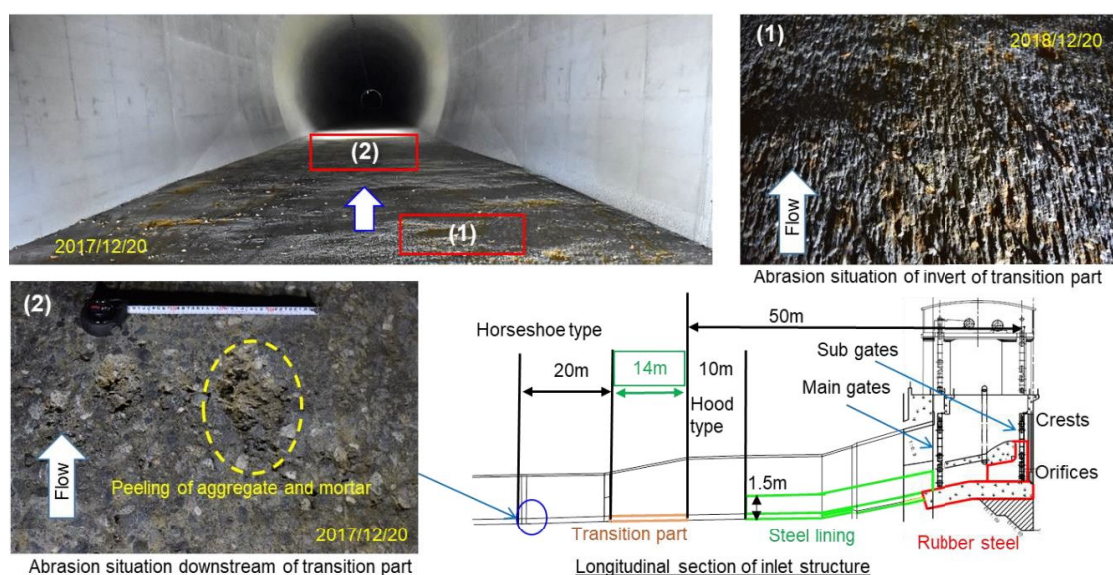 (2)
(1)
2017/12/20
(1)
2018/12/20
Flow
Abrasion situation of invert of transition part
(2)
Flow
Peeling of aggregate and mortar
2017/12/20
Abrasion situation downstream of transition part
50m
Horseshoe type
20m
14m
10m
Hood
type
Sub gates
Main gates
Crests
Orifices
1.5m
Transition part
Steel lining
Rubber steel
Longitudinal section of inlet structure